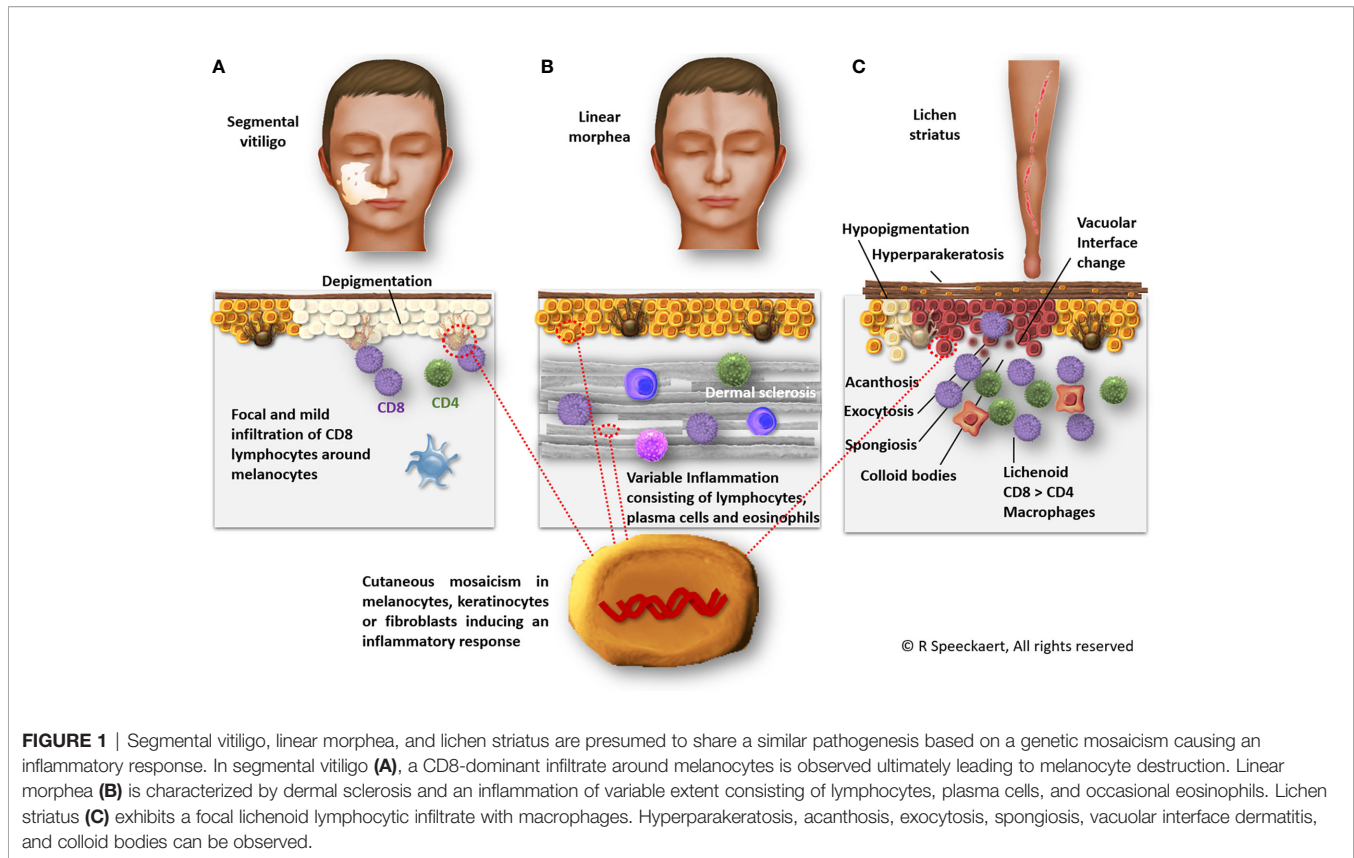 A
Segmental
vitiligo
Depigmentation
CD8
CD4
Focal and mild
infiltration of CD8
lymphocytes around
melanocytes
B
Linear
morphea
Dermal sclerosis
Variable Inflammation
consisting of lymphocytes,
plasma cells and eosinophils
C
Lichen
striatus
Hypopigmentation
Hyperparakeratosis
Vacuolar
Interface
change
Acanthosis
Exocytosis
Spongiosis
Colloid bodies
Lichenoid
CD8 > CD4
Macrophages
Cutaneous mosaicism in
melanocytes, keratinocytes
or fibroblasts inducing an
inflammatory response
© R Speeckaert, All rights reserved
FIGURE 1 | Segmental vitiligo, linear morphea, and lichen striatus are presumed to share a similar pathogenesis based on a genetic mosaicism causing an
inflammatory response. In segmental vitiligo (A), a CD8-dominant infiltrate around melanocytes is observed ultimately leading to melanocyte destruction. Linear
morphea (B) is characterized by dermal sclerosis and an inflammation of variable extent consisting of lymphocytes, plasma cells, and occasional eosinophils. Lichen
striatus (C) exhibits a focal lichenoid lymphocytic infiltrate with macrophages. Hyperparakeratosis, acanthosis, exocytosis, spongiosis, vacuolar interface dermatitis,
and colloid bodies can be observed.